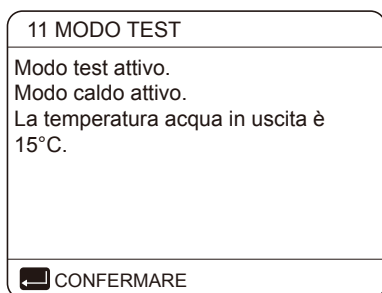 11 MODO TEST
Modo test attivo.
Modo caldo attivo.
La temperatura acqua in uscita è
15°C.
CONFERMARE